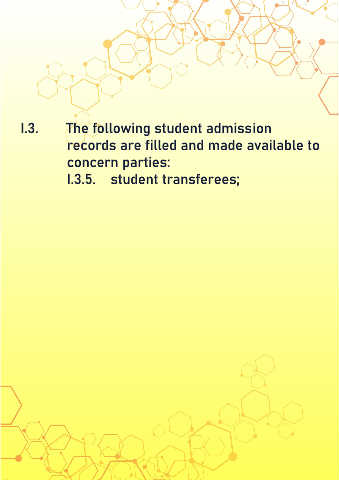 I.3. The following student admission
records are filled and made available to
concern parties:
I.3.5. student transferees;